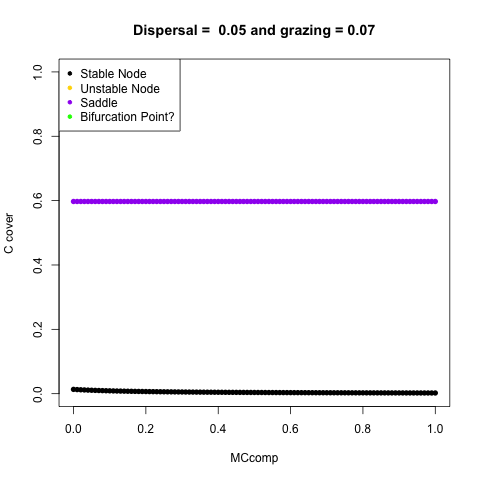 Dispersal =  0.05 and grazing = 0.07
Stable Node
Unstable Node
Saddle
Bifurcation Point?
1.0
0.8
0.6
0.4
0.2
0.0
C cover
0.0 0.2 0.4 0.6 0.8 1.0
MCcomp